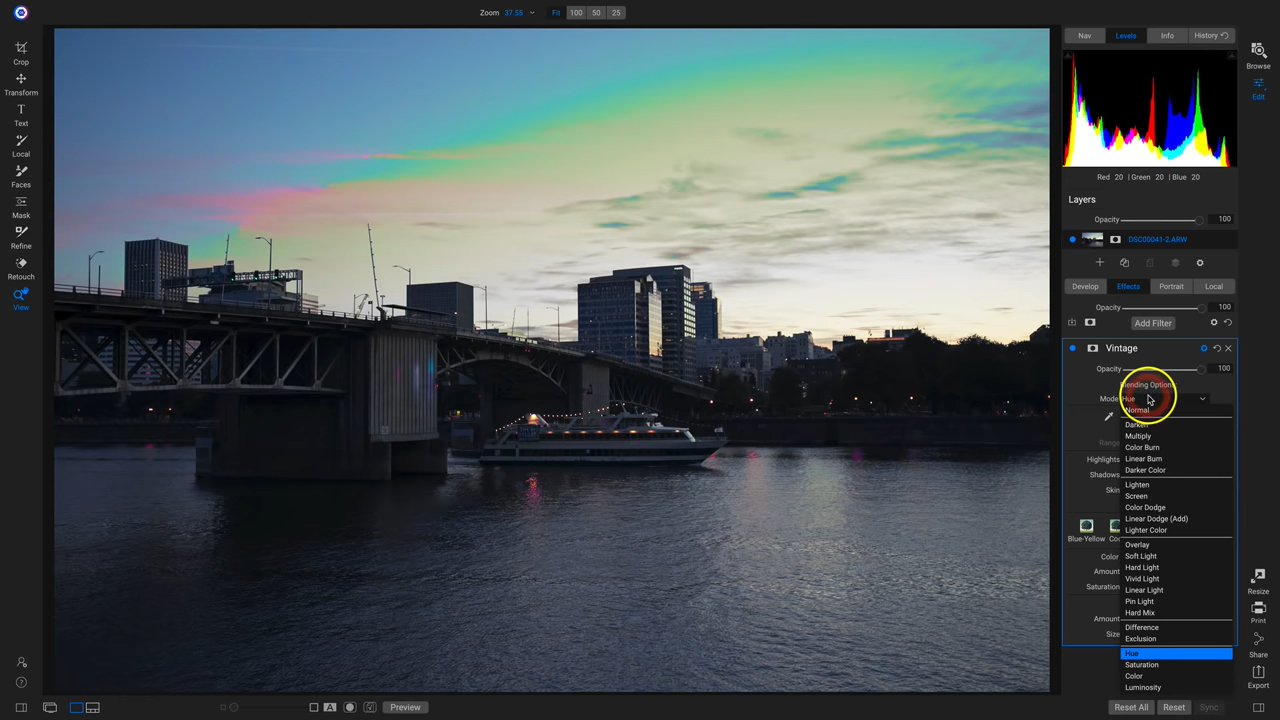 Zoom 37.55 Fit 100 50 25
Nav Levels Info History
Crop
Transform
Text
Local
Faces
Mask
Refine
Retouch
View
Browse
Edit
Red 20 | Green 20 | Blue 20
Layers
Opacity 100
DSC00041-2.ARW
Develop Effects Portrait Local
Opacity 100
Add Filter
Vintage
Opacity 100
Blending Options
Mode Hue
Normal
Darken
Multiply
Range
Color Burn
Highlights
Linear Burn
Shadows
Darker Color
Skin
Lighten
Screen
Color Dodge
Linear Dodge (Add)
Lighter Color
Blue-Yellow
Overlay
Color
Soft Light
Amount
Hard Light
Vivid Light
Saturation
Linear Light
Pin Light
Amount
Hard Mix
Size
Difference
Exclusion
Hue
Saturation
Color
Luminosity
Resize
Print
Share
Export
A
Preview
Reset All Reset Sync